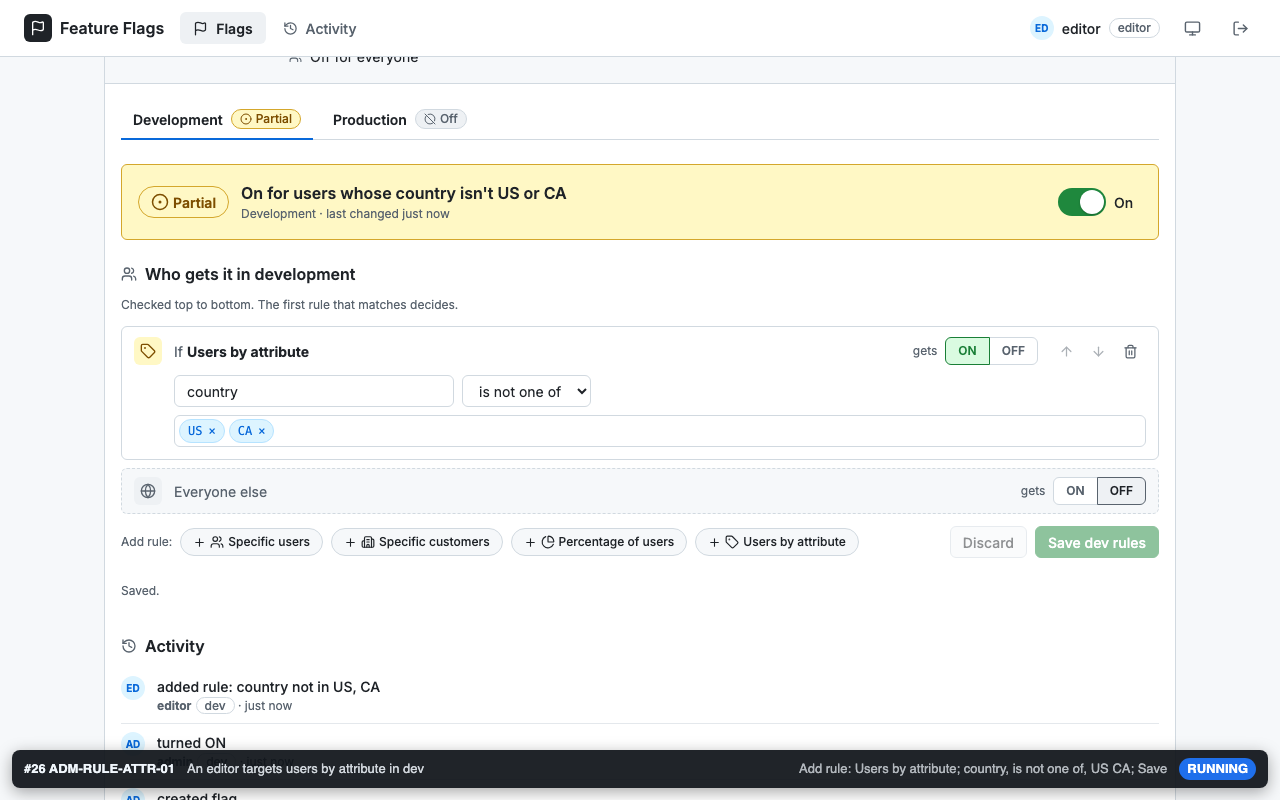 Feature Flags Flags Activity ED editor editor
Off for everyone
Development Partial Production Off
Partial On for users whose country isn't US or CA On
Development · last changed just now
Who gets it in development
Checked top to bottom. The first rule that matches decides.
If Users by attribute gets ON OFF
country is not one of
US × CA ×
Everyone else gets ON OFF
Add rule: + Specific users + Specific customers + Percentage of users + Users by attribute Discard Save dev rules
Saved.
Activity
ED added rule: country not in US, CA
editor dev · just now
AD turned ON
#26 ADM-RULE-ATTR-01 An editor targets users by attribute in dev Add rule: Users by attribute; country, is not one of, US CA; Save RUNNING
AD created flag